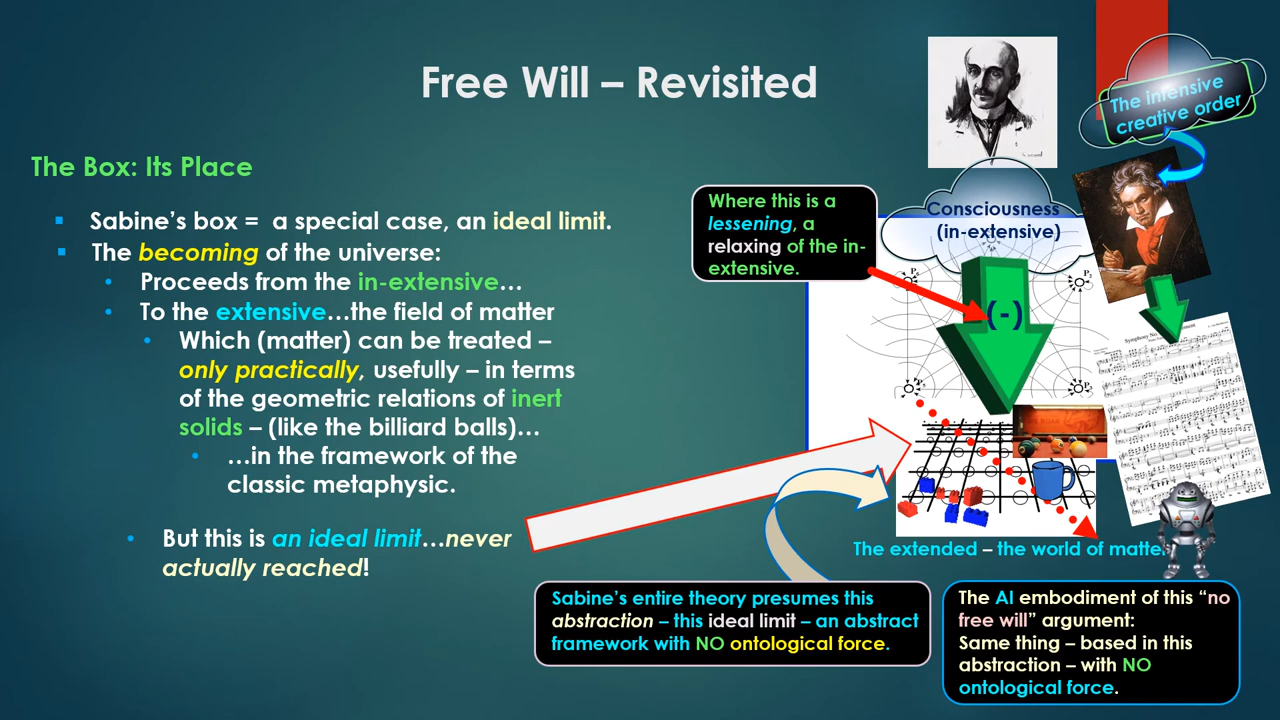 Free Will – Revisited
The intensive
creative order
The Box: Its Place
Sabine's box = a special case, an ideal limit.
The becoming of the universe:
Proceeds from the in-extensive…
To the extensive…the field of matter
Which (matter) can be treated –
only practically, usefully – in terms
of the geometric relations of inert
solids – (like the billiard balls)…
…in the framework of the
classic metaphysic.
But this is an ideal limit…never
actually reached!
Where this is a
lessening, a
relaxing of the in-
extensive.
Consciousness
(in-extensive)
(-)
The extended – the world of matter
Sabine's entire theory presumes this
abstraction – this ideal limit – an abstract
framework with NO ontological force.
The AI embodiment of this "no
free will" argument:
Same thing – based in this
abstraction – with NO
ontological force.